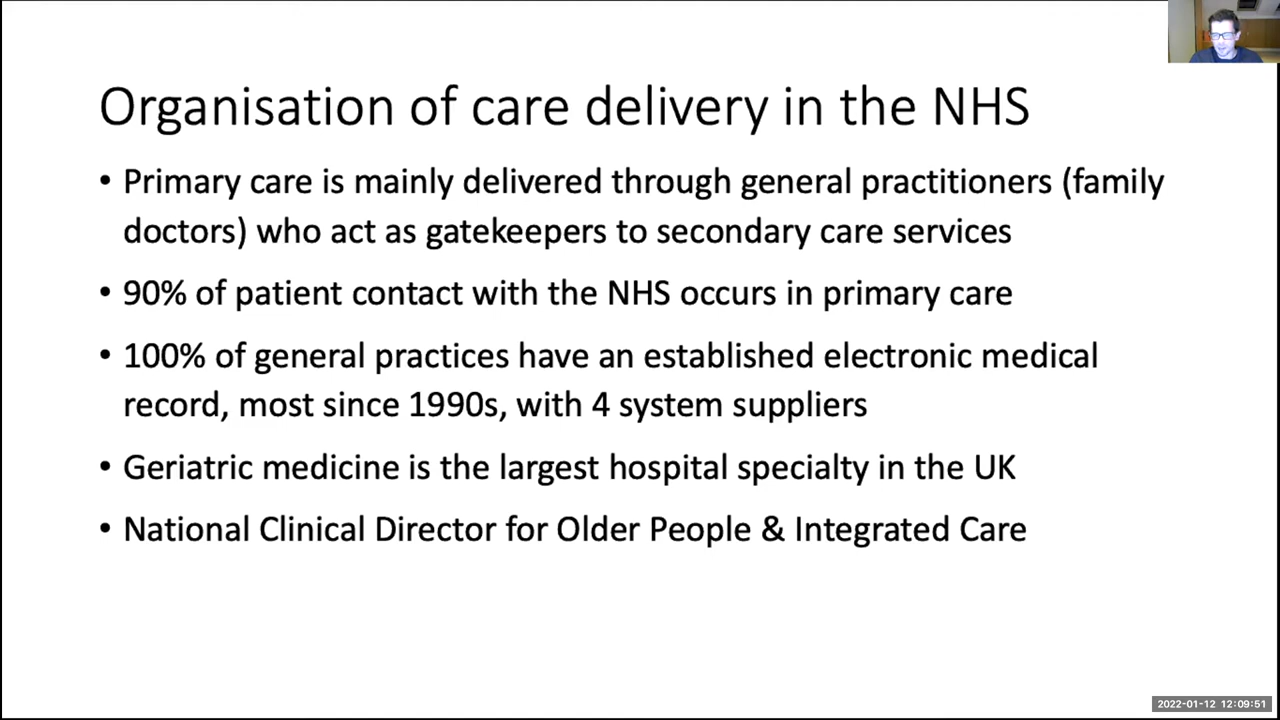 Organisation of care delivery in the NHS
• Primary care is mainly delivered through general practitioners (family
doctors) who act as gatekeepers to secondary care services
• 90% of patient contact with the NHS occurs in primary care
• 100% of general practices have an established electronic medical
record, most since 1990s, with 4 system suppliers
• Geriatric medicine is the largest hospital specialty in the UK
• National Clinical Director for Older People & Integrated Care
2022-01-12 12:09:51